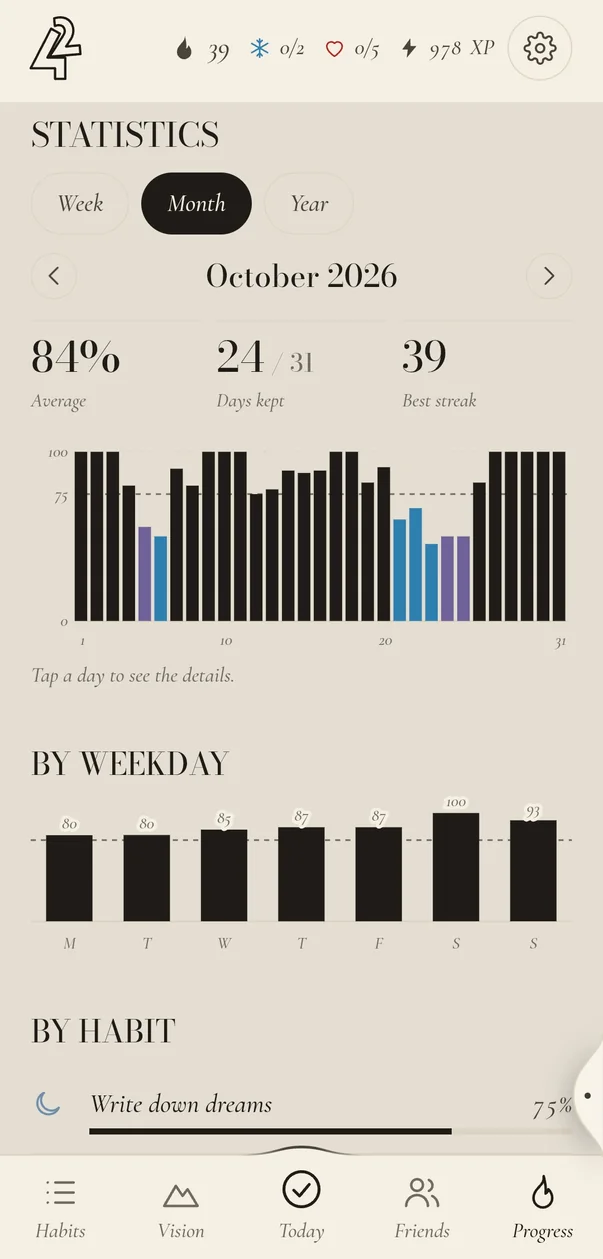 42
39 0/2 0/5 978 XP
STATISTICS
Week Month Year
October 2026
84% 24 / 31 39
Average Days kept Best streak
100
75
0
1 10 20 31
Tap a day to see the details.
BY WEEKDAY
80 80 85 87 87 100 93
M T W T F S S
BY HABIT
Write down dreams 75%
Habits Vision Today Friends Progress